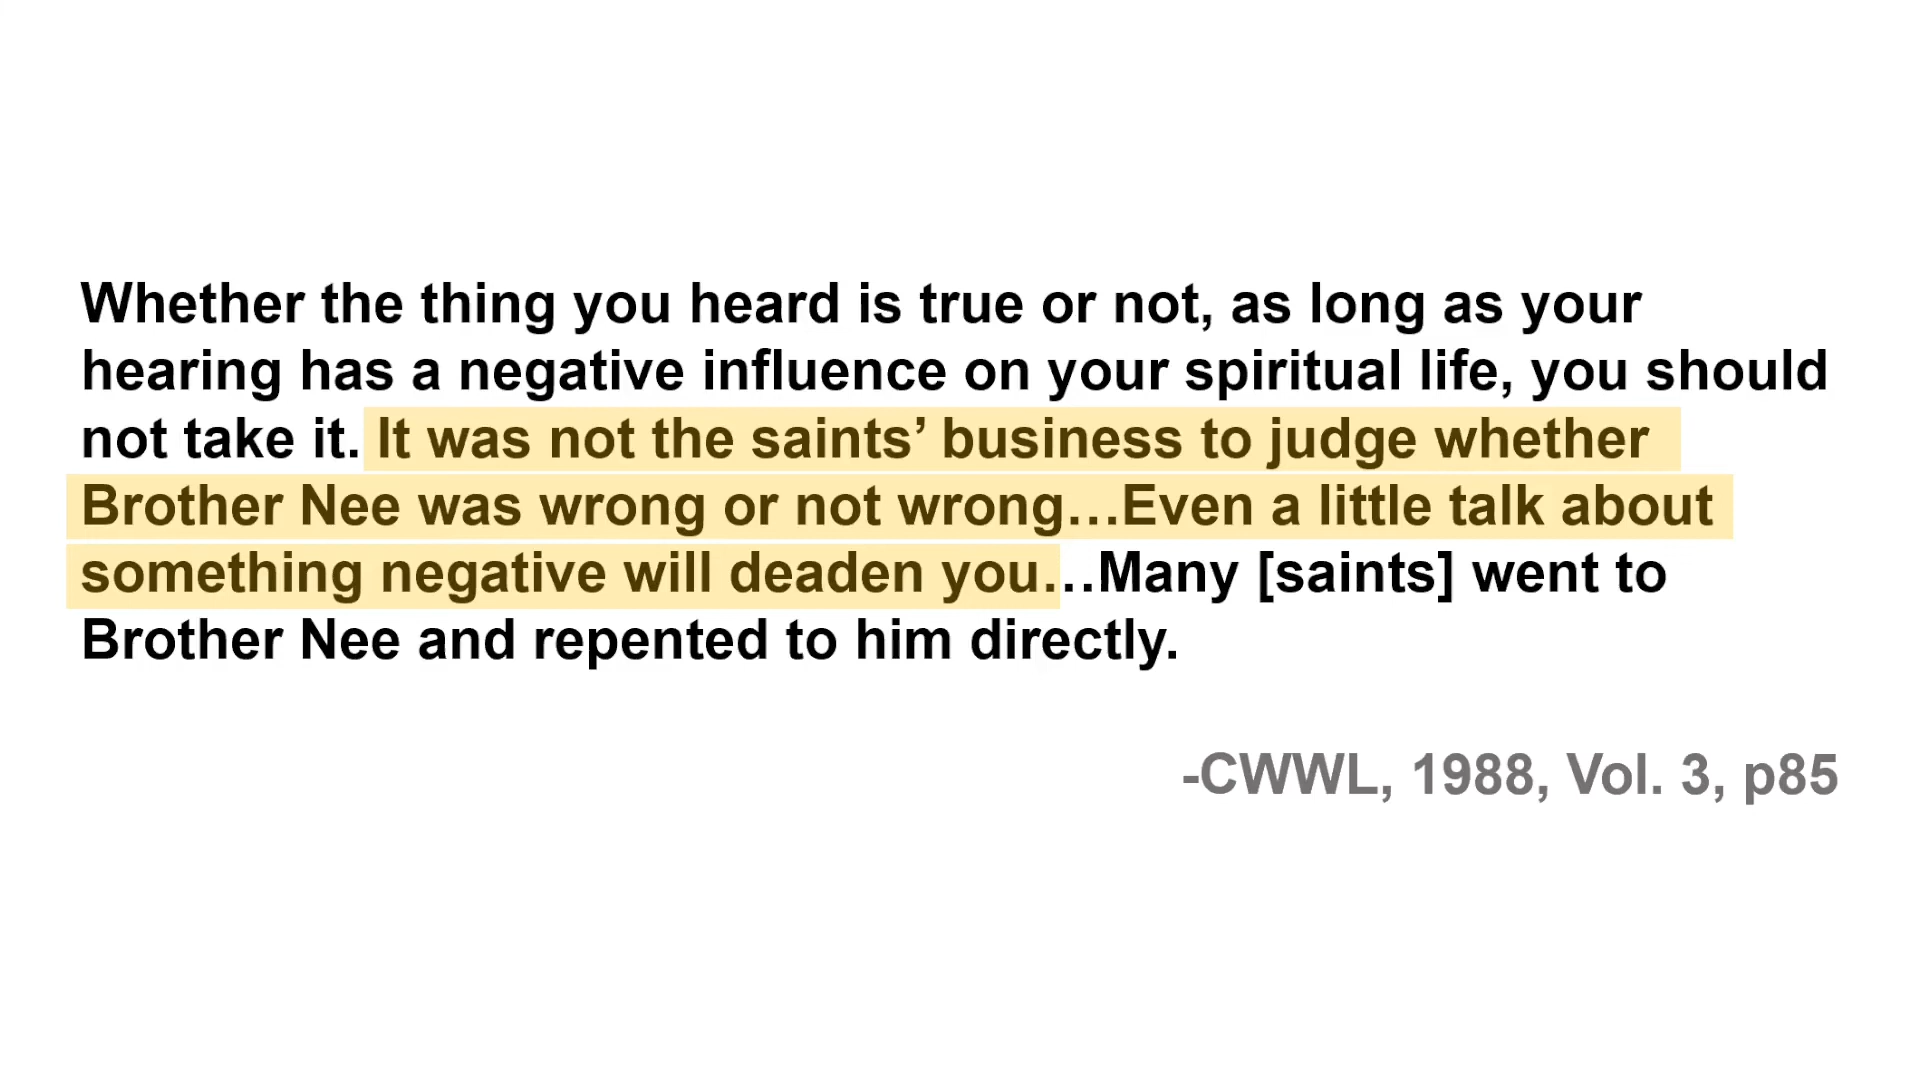 Whether the thing you heard is true or not, as long as your
hearing has a negative influence on your spiritual life, you should
not take it. It was not the saints’ business to judge whether
Brother Nee was wrong or not wrong…Even a little talk about
something negative will deaden you…Many [saints] went to
Brother Nee and repented to him directly.
-CWWL, 1988, Vol. 3, p85